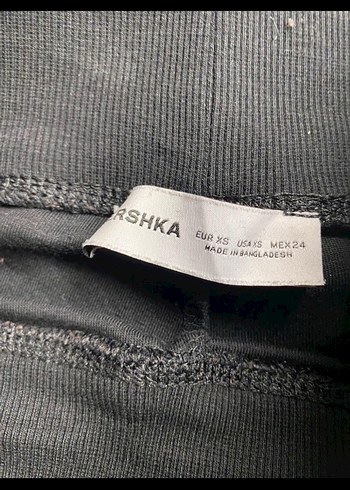 RSHKA
EUR XS USA XS MEX 24
MADE IN BANGLADESH